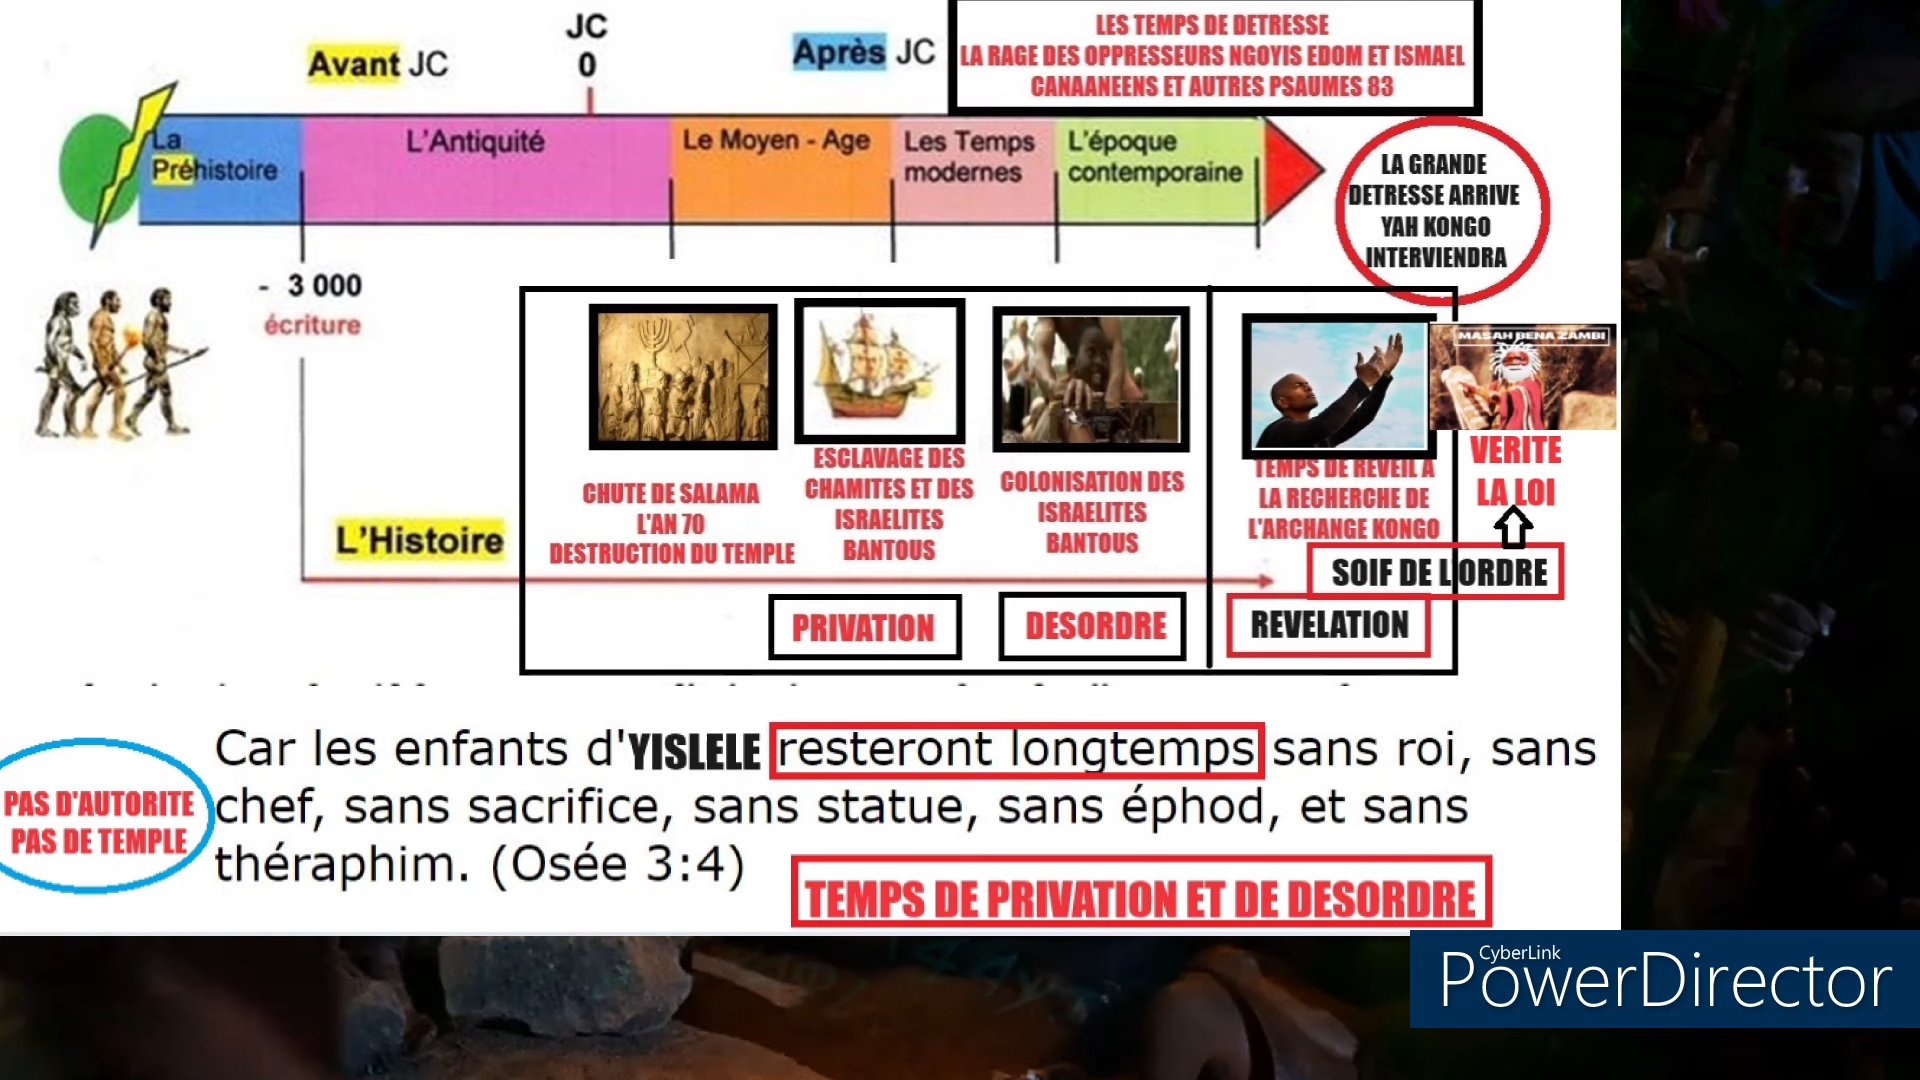 JC
0
Avant JC
Après JC
LES TEMPS DE DETRESSE
LA RAGE DES OPPRESSEURS NGOYIS EDOM ET ISMAEL
CANAANEENS ET AUTRES PSAUMES 83
La
Préhistoire
L'Antiquité
Le Moyen - Age
Les Temps
modernes
L'époque
contemporaine
LA GRANDE
DETRESSE ARRIVE
YAH KONGO
INTERVIENDRA
- 3 000
écriture
MASAH BENA ZAMBI
CHUTE DE SALAMA
L'AN 70
DESTRUCTION DU TEMPLE
ESCLAVAGE DES
CHAMITES ET DES
ISRAELITES
BANTOUS
COLONISATION DES
ISRAELITES
BANTOUS
TEMPS DE REVEIL A
LA RECHERCHE DE
L'ARCHANGE KONGO
VERITE
LA LOI
L'Histoire
SOIF DE L'ORDRE
PRIVATION
DESORDRE
REVELATION
Car les enfants d'YISLELE resteront longtemps sans roi, sans
chef, sans sacrifice, sans statue, sans éphod, et sans
théraphim. (Osée 3:4)
PAS D'AUTORITE
PAS DE TEMPLE
TEMPS DE PRIVATION ET DE DESORDRE
CyberLink
PowerDirector